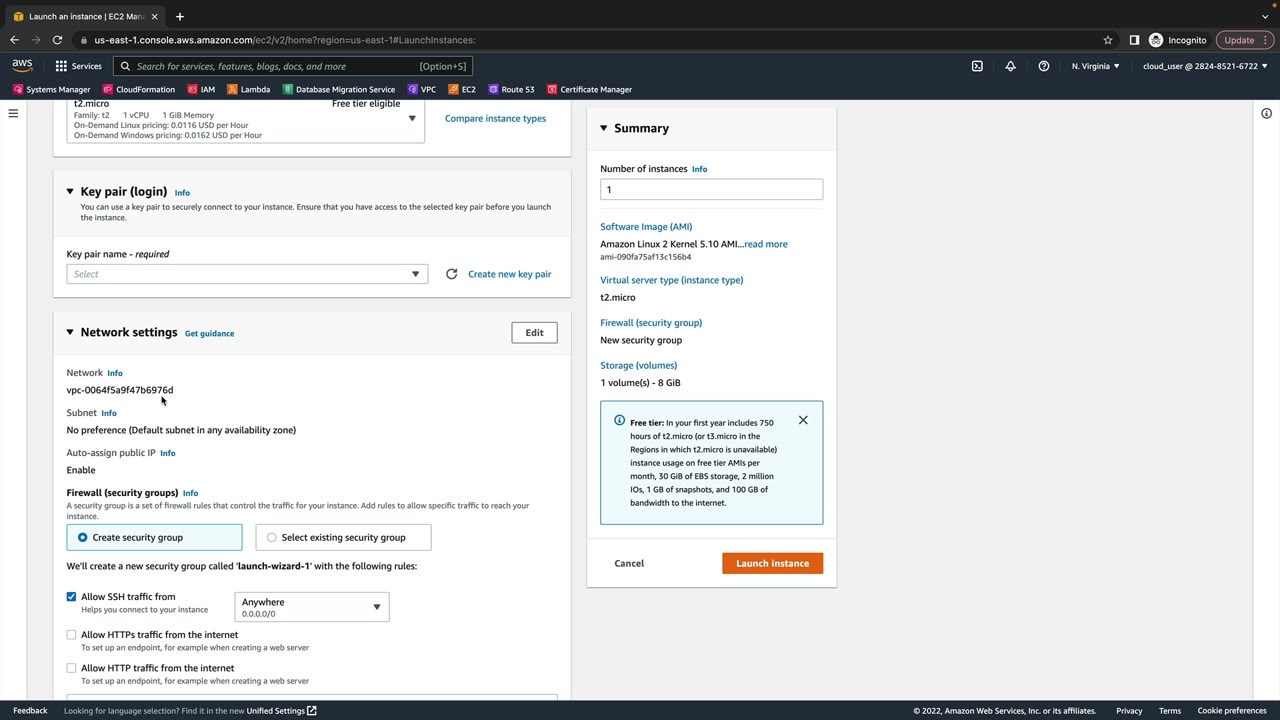 Launch an instance | EC2 Man
us-east-1.console.aws.amazon.com/ec2/v2/home?region=us-east-1#LaunchInstances:
Incognito
Update
aws
Services
Search for services, features, blogs, docs, and more
[Option+S]
N. Virginia
cloud_user @ 2824-8521-6722
Systems Manager
CloudFormation
IAM
Lambda
Database Migration Service
VPC
EC2
Route 53
Certificate Manager
t2.micro
Free tier eligible
Family: t2 1 vCPU 1 GiB Memory
On-Demand Linux pricing: 0.0116 USD per Hour
On-Demand Windows pricing: 0.0162 USD per Hour
Compare instance types
Key pair (login) Info
You can use a key pair to securely connect to your instance. Ensure that you have access to the selected key pair before you launch
the instance.
Key pair name - required
Select
Create new key pair
Network settings Get guidance
Edit
Network Info
vpc-0064f5a9f47b6976d
Subnet Info
No preference (Default subnet in any availability zone)
Auto-assign public IP Info
Enable
Firewall (security groups) Info
A security group is a set of firewall rules that control the traffic for your instance. Add rules to allow specific traffic to reach your
instance.
Create security group
Select existing security group
We'll create a new security group called 'launch-wizard-1' with the following rules:
Allow SSH traffic from
Helps you connect to your instance
Anywhere
0.0.0.0/0
Allow HTTPs traffic from the internet
To set up an endpoint, for example when creating a web server
Allow HTTP traffic from the internet
To set up an endpoint, for example when creating a web server
Summary
Number of instances Info
1
Software Image (AMI)
Amazon Linux 2 Kernel 5.10 AMI...read more
ami-090fa75af13c156b4
Virtual server type (instance type)
t2.micro
Firewall (security group)
New security group
Storage (volumes)
1 volume(s) - 8 GiB
Free tier: In your first year includes 750
hours of t2.micro (or t3.micro in the
Regions in which t2.micro is unavailable)
instance usage on free tier AMIs per
month, 30 GiB of EBS storage, 2 million
IOs, 1 GB of snapshots, and 100 GB of
bandwidth to the internet.
Cancel
Launch instance
Feedback
Looking for language selection? Find it in the new Unified Settings
© 2022, Amazon Web Services, Inc. or its affiliates.
Privacy
Terms
Cookie preferences